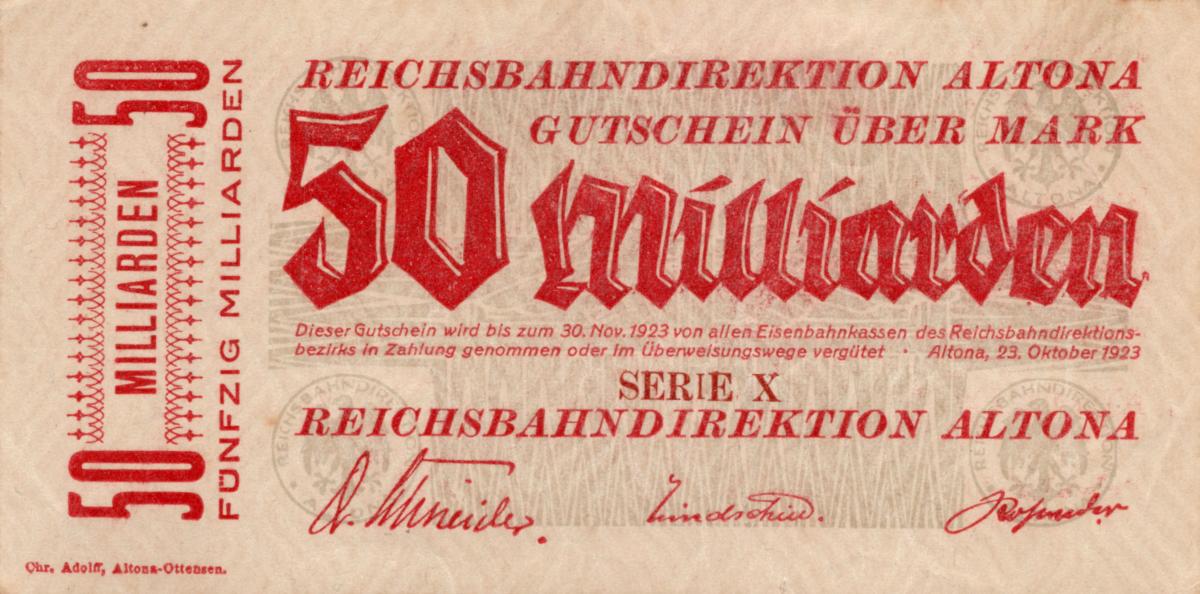 REICHSBAHNDIREKTION ALTONA
GUTSCHEIN ÜBER MARK
50 Milliarden
Dieser Gutschein wird bis zum 30. Nov. 1923 von allen Eisenbahnkassen des Reichsbahndirektions-
bezirks in Zahlung genommen oder im Überweisungswege vergütet · Altona, 23. Oktober 1923
SERIE X
REICHSBAHNDIREKTION ALTONA
50 MILLIARDEN 50
FÜNFZIG MILLIARDEN
Chr. Adolff, Altona-Ottensen.